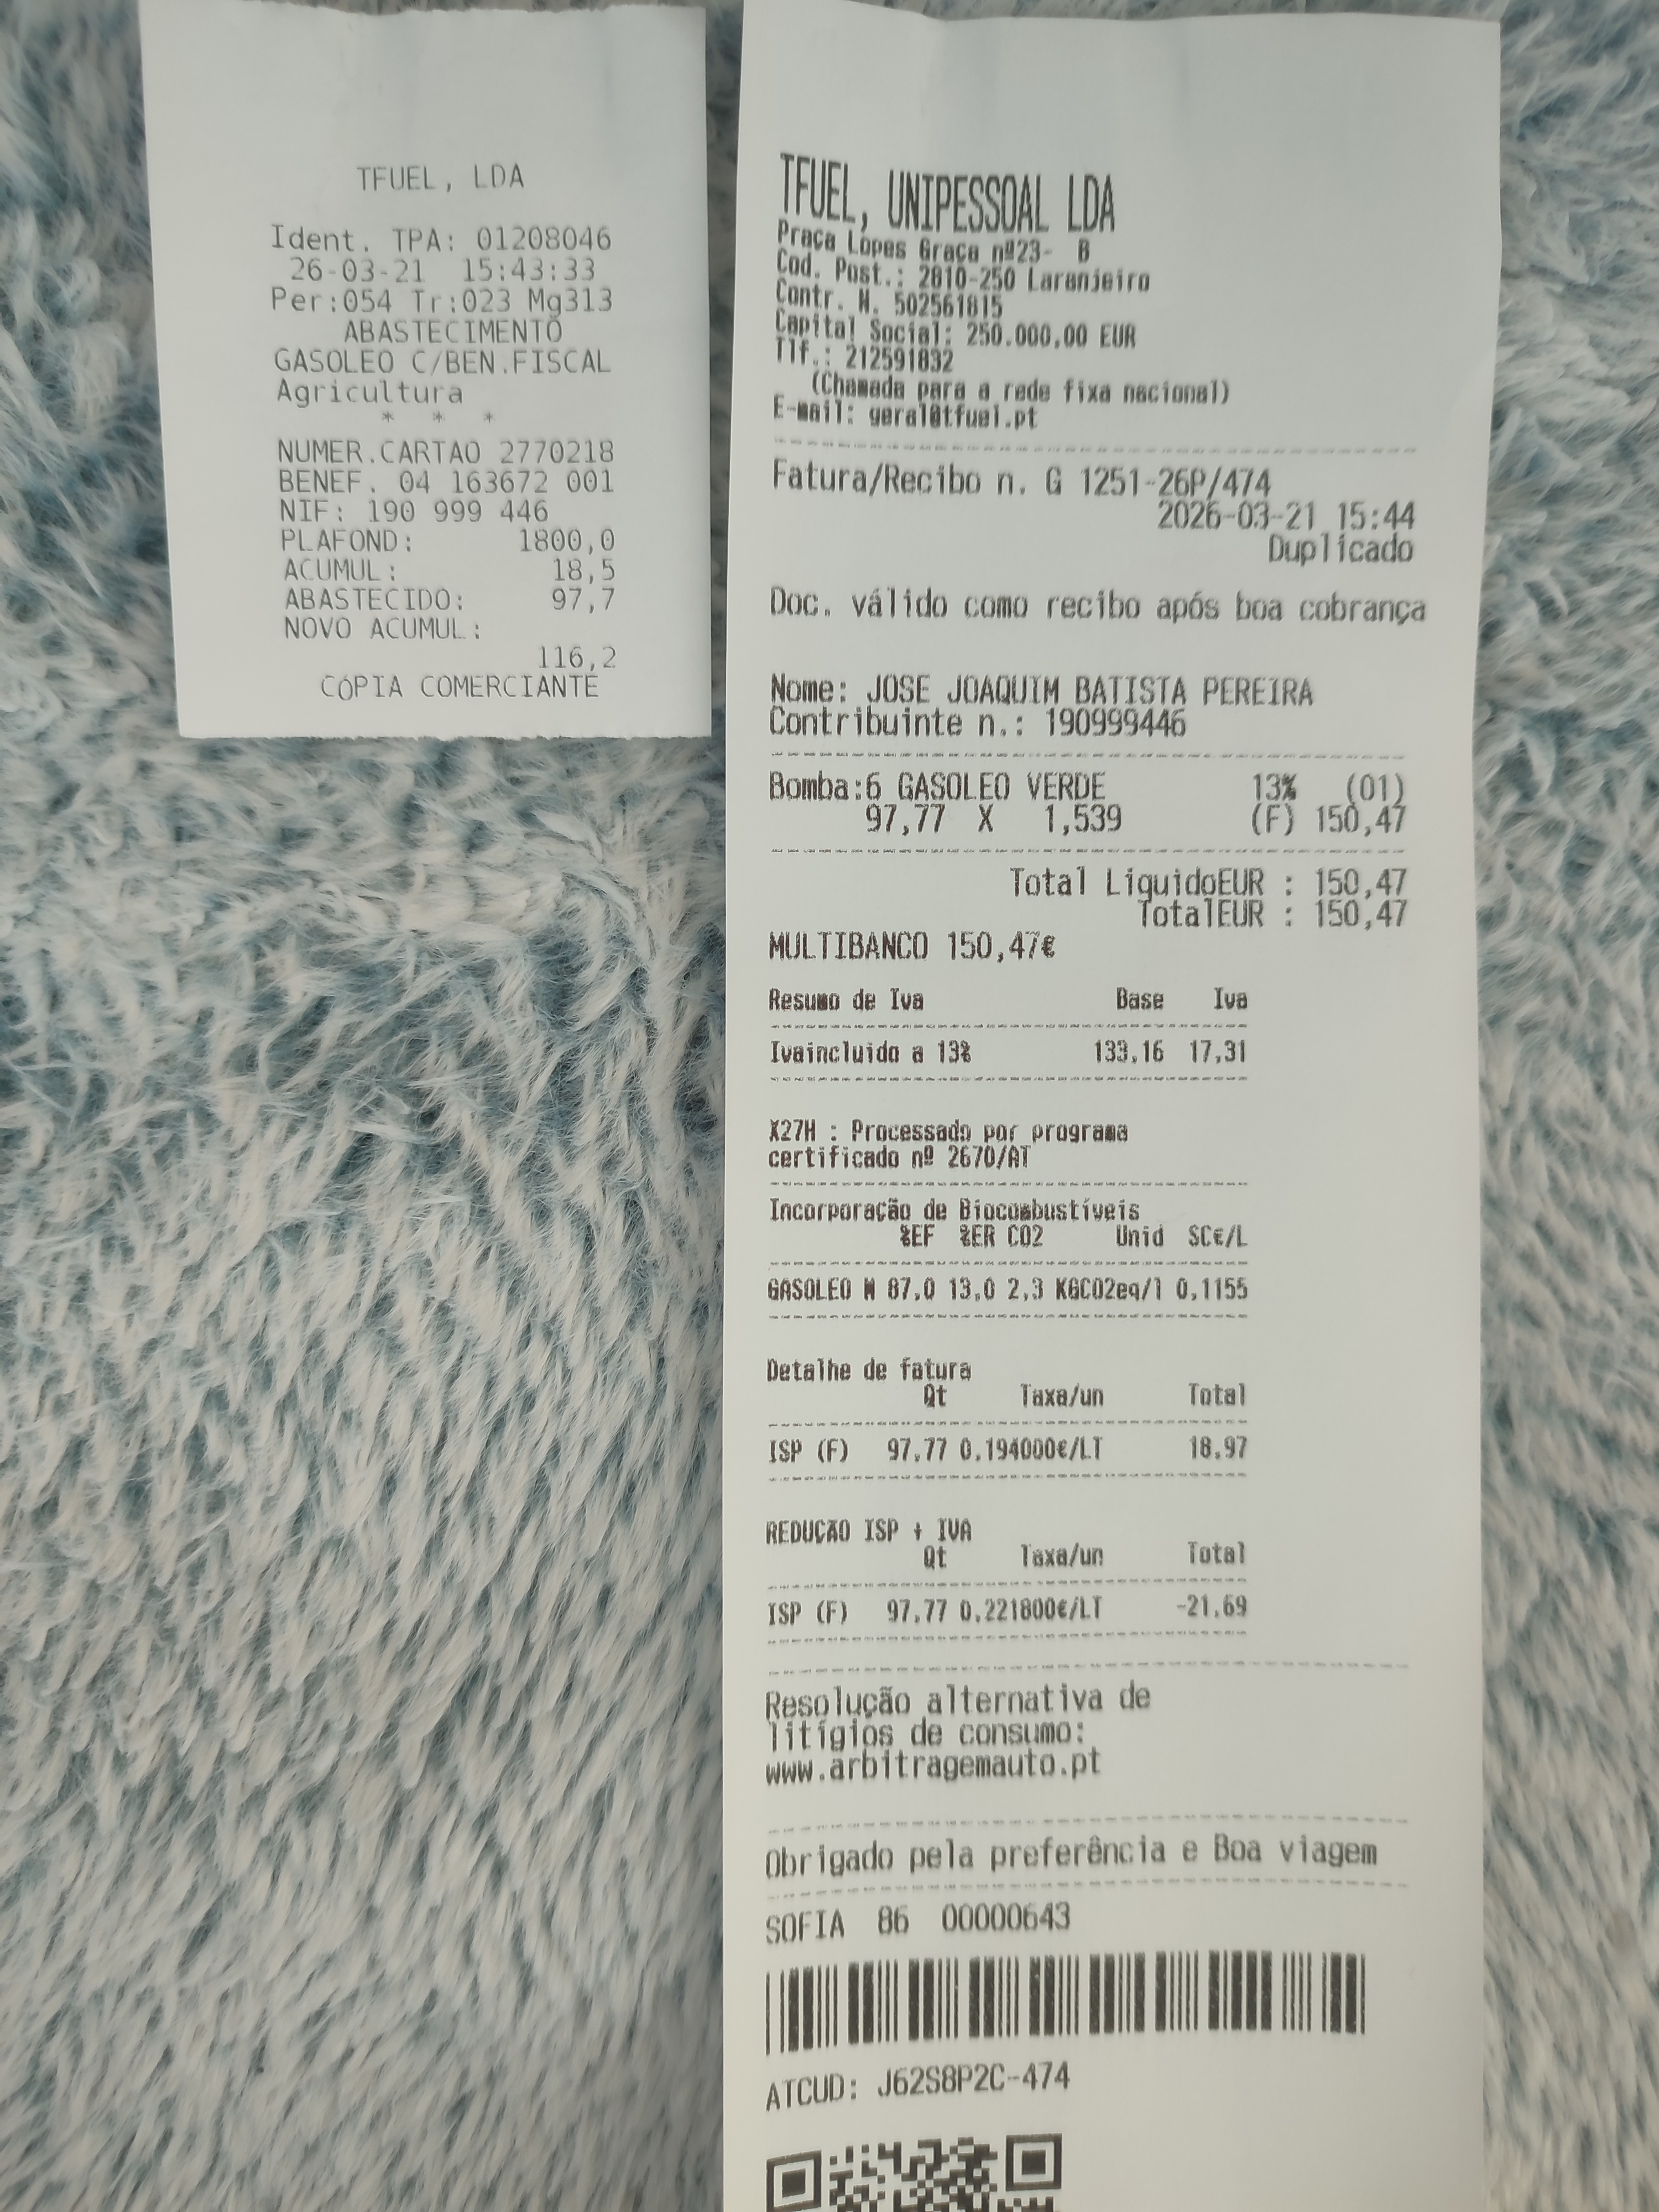 TFUEL, LDA
Ident. TPA: 01208046
26-03-21 15:43:33
Per:054 Tr:023 Mg313
ABASTECIMENTO
GASOLEO C/BEN.FISCAL
Agricultura
* * *
NUMER.CARTAO 2770218
BENEF. 04 163672 001
NIF: 190 999 446
PLAFOND: 1800,0
ACUMUL: 18,5
ABASTECIDO: 97,7
NOVO ACUMUL:
116,2
CÓPIA COMERCIANTE
TFUEL, UNIPESSOAL LDA
Praca Lopes Graca nº23- B
Cod. Post.: 2810-250 Laranjeiro
Contr. N. 502561815
Capital Social: 250.000,00 EUR
Tlf.: 212591832
(Chamada para a rede fixa nacional)
E-mail: geral@tfuel.pt
Fatura/Recibo n. G 1251-26P/474
2026-03-21 15:44
Duplicado
Doc. válido como recibo após boa cobrança
Nome: JOSE JOAQUIM BATISTA PEREIRA
Contribuinte n.: 190999446
Bomba:6 GASOLEO VERDE 13% (01)
97,77 X 1,539 (F) 150,47
Total LiquidoEUR : 150,47
TotalEUR : 150,47
MULTIBANCO 150,47€
Resumo de Iva Base Iva
Ivaincluido a 13% 133,16 17,31
X27H : Processado por programa
certificado nº 2670/AT
Incorporação de Biocombustíveis
%EF %ER CO2 Unid SC€/L
GASOLEO N 87,0 13,0 2,3 KGCO2eq/l 0,1155
Detalhe de fatura
Qt Taxa/un Total
ISP (F) 97,77 0,194000€/LT 18,97
REDUÇÃO ISP + IVA
Qt Taxa/un Total
ISP (F) 97,77 0,221800€/LT -21,69
Resolução alternativa de
litígios de consumo:
www.arbitragemauto.pt
Obrigado pela preferência e Boa viagem
SOFIA 86 00000643
ATCUD: J62S8P2C-474